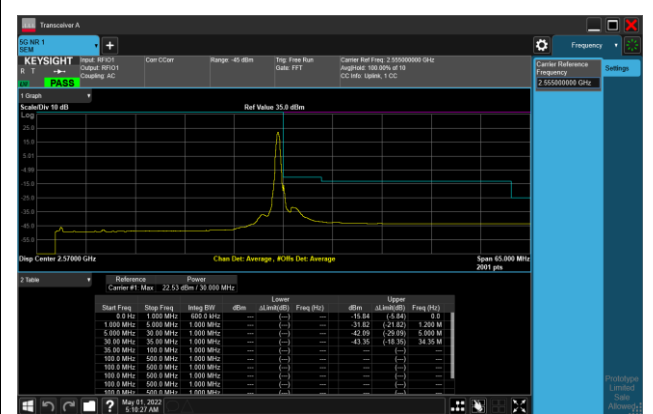 Transceiver A
5G NR 1
SEM
Frequency
KEYSIGHT Input: RFIO1 Corr CCorr Range: -45 dBm Trig: Free Run Carrier Ref Freq: 2.555000000 GHz
R T Output: RFIO1 Gate: FFT Avg|Hold: 100.00% of 10
Coupling: AC CC Info: Uplink, 1 CC
PASS
Carrier Reference
Frequency
2.555000000 GHz
Settings
1 Graph
Scale/Div 10 dB Ref Value 35.0 dBm
Log
25.0
15.0
5.01
-4.99
-15.0
-25.0
-35.0
-45.0
-55.0
Disp Center 2.57000 GHz Chan Det: Average , #Offs Det: Average Span 65.000 MHz
2001 pts
2 Table
Reference Power
Carrier #1 Max 22.53 dBm / 30.000 MHz
Lower Upper
Start Freq Stop Freq Integ BW dBm ΔLimit(dB) Freq (Hz) dBm ΔLimit(dB) Freq (Hz)
0.0 Hz 1.000 MHz 600.0 kHz --- (---) --- -15.84 (-5.84) 0.0
1.000 MHz 5.000 MHz 1.000 MHz --- (---) --- -31.82 (-21.82) 1.200 M
5.000 MHz 30.00 MHz 1.000 MHz --- (---) --- -42.09 (-29.09) 5.000 M
30.00 MHz 35.00 MHz 1.000 MHz --- (---) --- -43.35 (-18.35) 34.35 M
35.00 MHz 100.0 MHz 1.000 MHz --- (---) --- --- (---) ---
100.0 MHz 500.0 MHz 1.000 MHz --- (---) --- --- (---) ---
100.0 MHz 500.0 MHz 1.000 MHz --- (---) --- --- (---) ---
100.0 MHz 500.0 MHz 1.000 MHz --- (---) --- --- (---) ---
100.0 MHz 500.0 MHz 1.000 MHz --- (---) --- --- (---) ---
100.0 MHz 500.0 MHz 1.000 MHz --- (---) --- --- (---) ---
May 01, 2022
5:10:27 AM
Prototype
Limited
Sale
Allowed